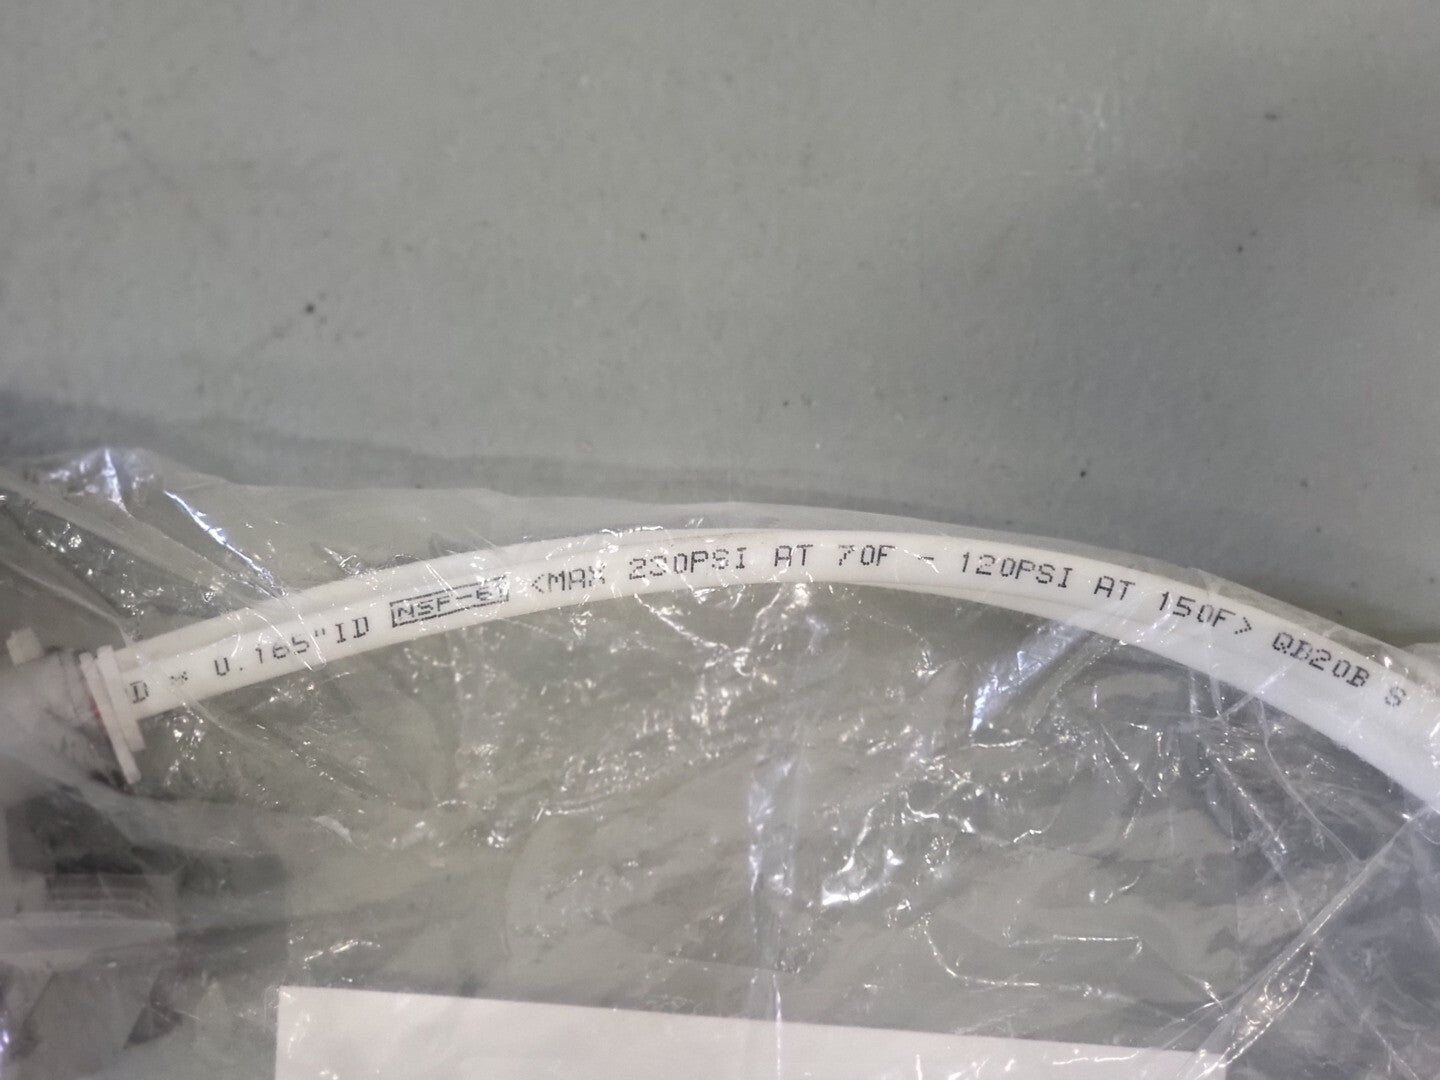 D x 0.165"ID NSF-61 <MAX 230PSI AT 70F - 120PSI AT 150F> QB20B S